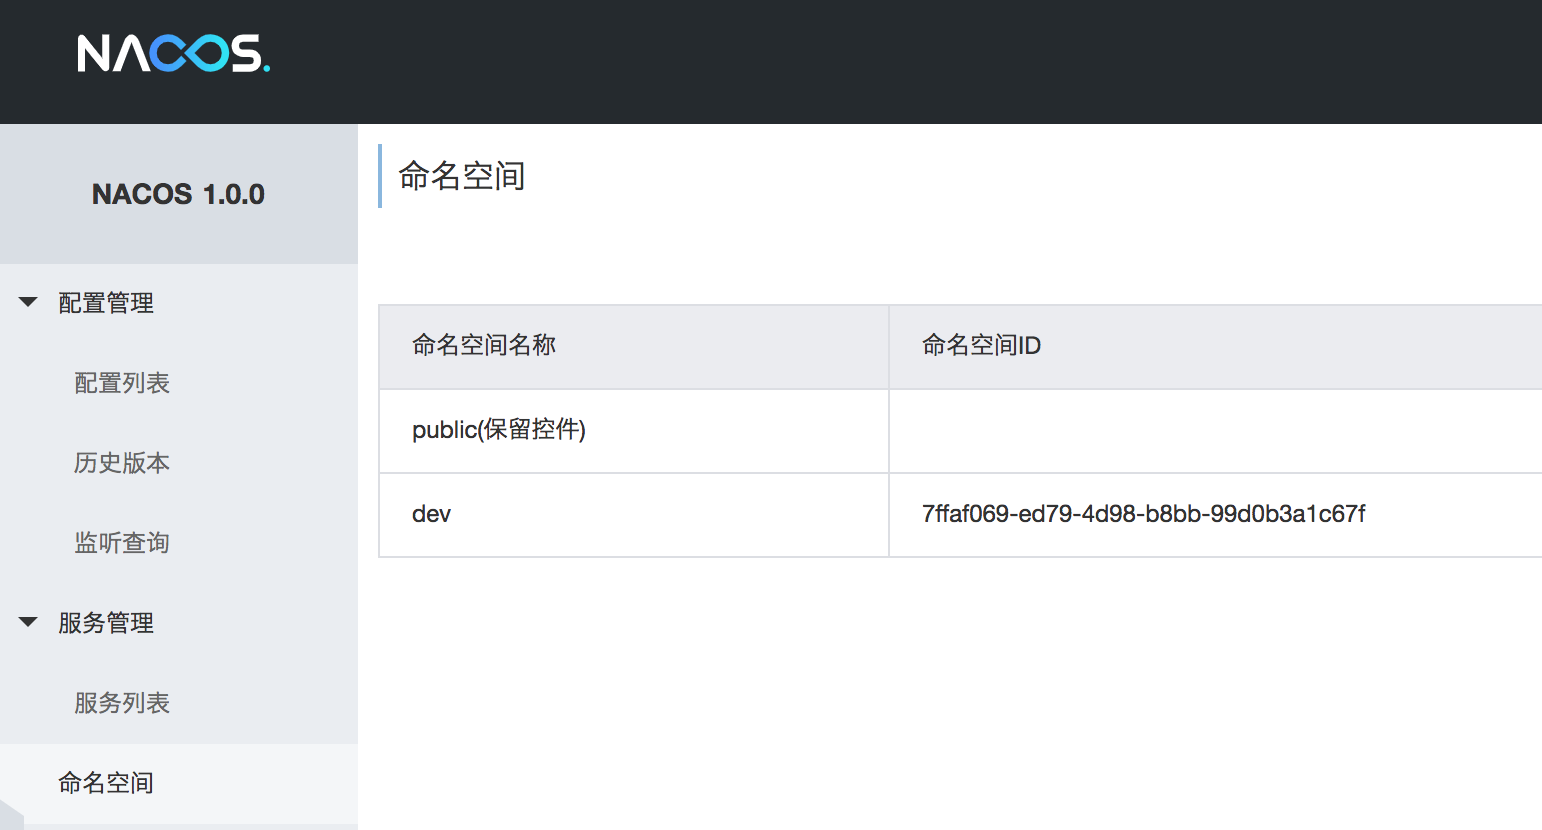 NACOS.
NACOS 1.0.0
配置管理
配置列表
历史版本
监听查询
服务管理
服务列表
命名空间
命名空间
命名空间名称 命名空间ID
public(保留控件)
dev 7ffaf069-ed79-4d98-b8bb-99d0b3a1c67f